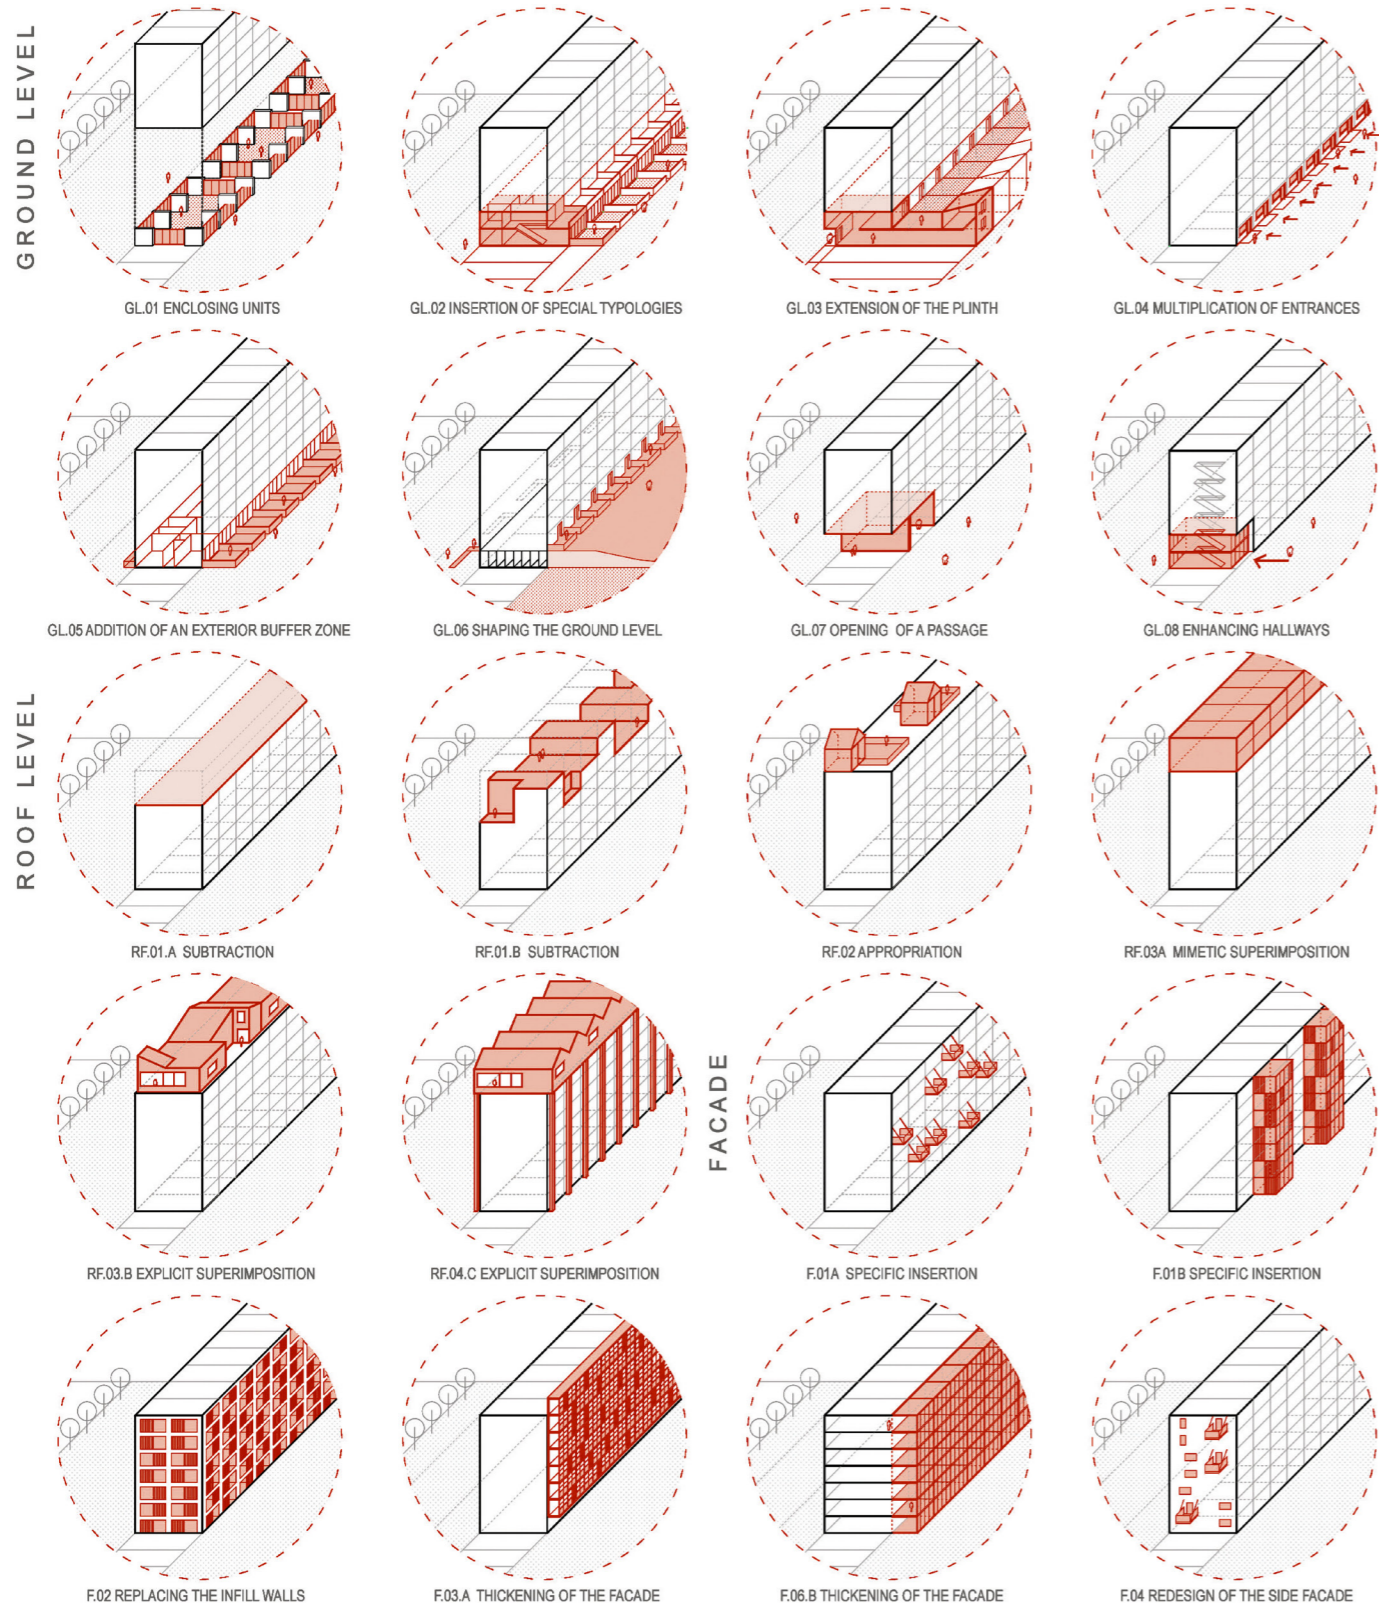 GROUND LEVEL
GL.01 ENCLOSING UNITS
GL.02 INSERTION OF SPECIAL TYPOLOGIES
GL.03 EXTENSION OF THE PLINTH
GL.04 MULTIPLICATION OF ENTRANCES
GL.05 ADDITION OF AN EXTERIOR BUFFER ZONE
GL.06 SHAPING THE GROUND LEVEL
GL.07 OPENING OF A PASSAGE
GL.08 ENHANCING HALLWAYS
ROOF LEVEL
RF.01.A SUBTRACTION
RF.01.B SUBTRACTION
RF.02 APPROPRIATION
RF.03A MIMETIC SUPERIMPOSITION
RF.03.B EXPLICIT SUPERIMPOSITION
RF.04.C EXPLICIT SUPERIMPOSITION
FACADE
F.01A SPECIFIC INSERTION
F.01B SPECIFIC INSERTION
F.02 REPLACING THE INFILL WALLS
F.03.A THICKENING OF THE FACADE
F.06.B THICKENING OF THE FACADE
F.04 REDESIGN OF THE SIDE FACADE